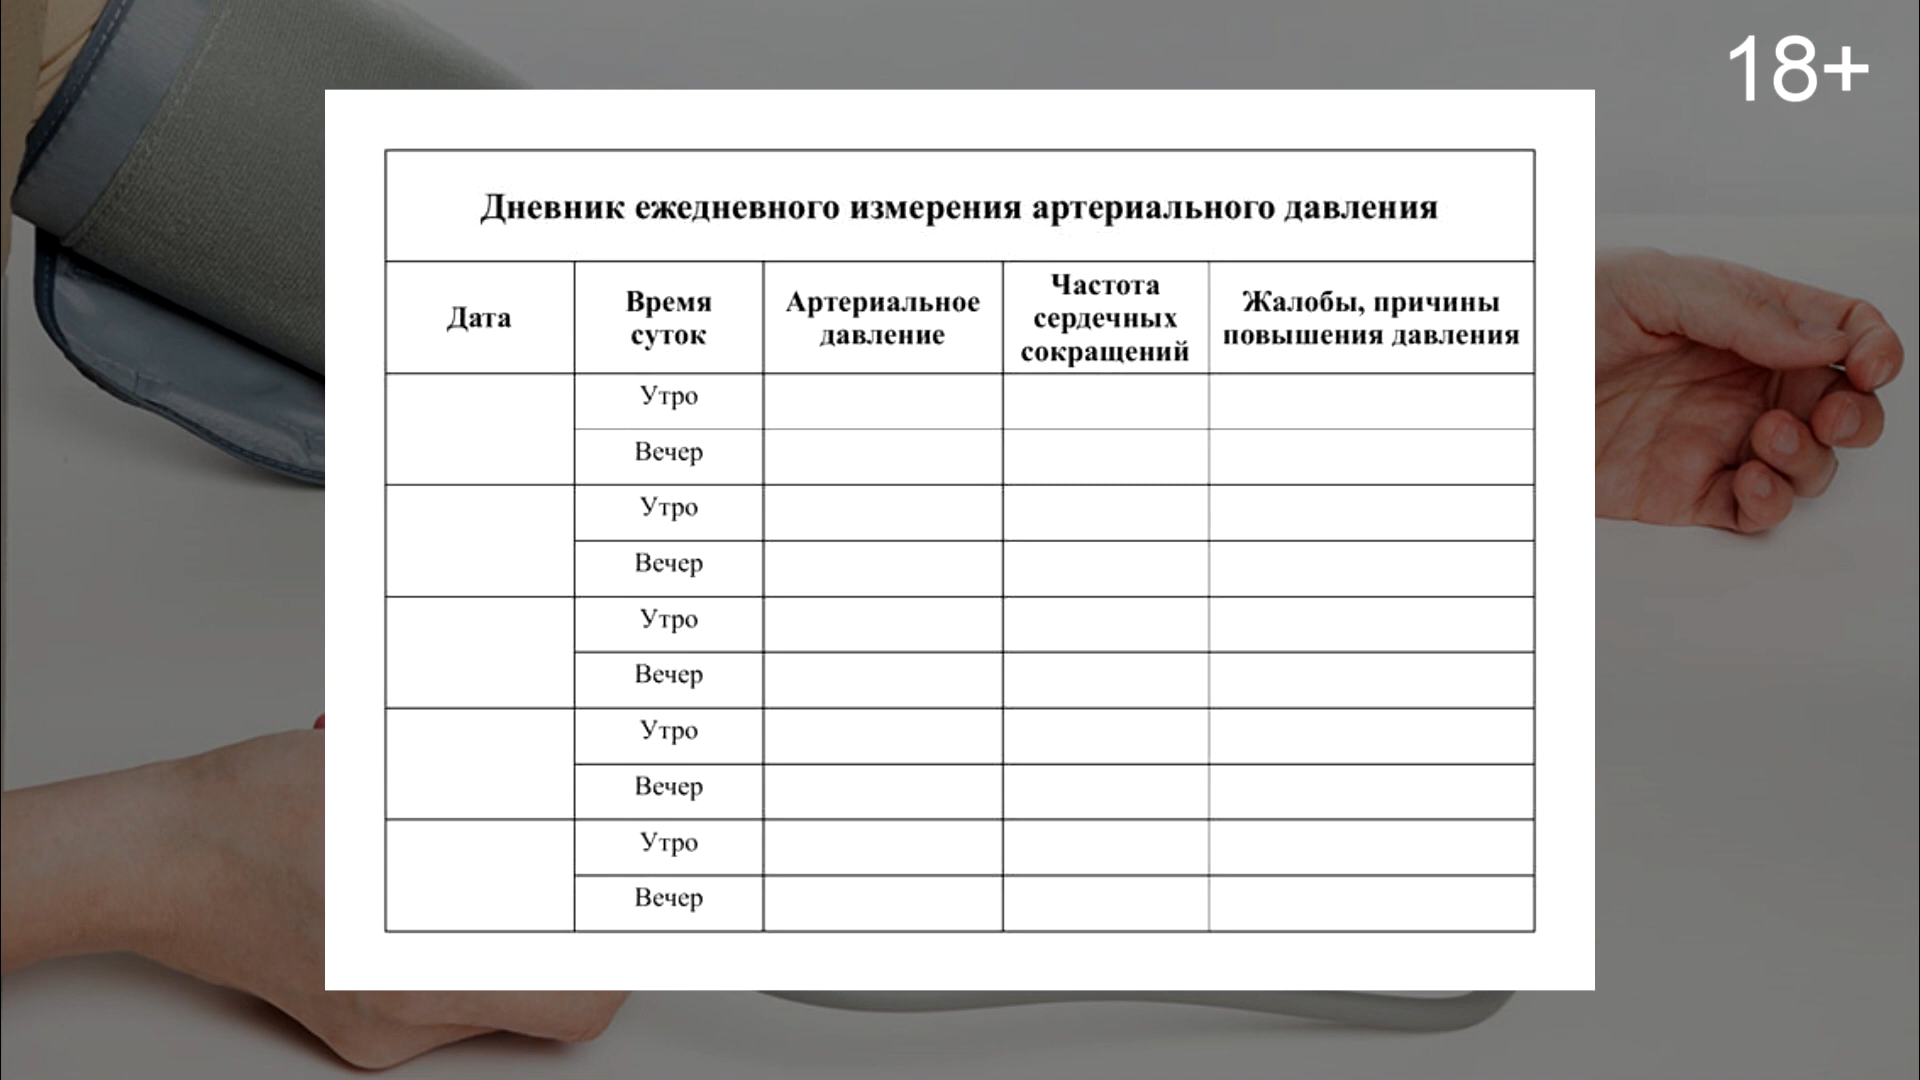 18+
Дневник ежедневного измерения артериального давления
Дата
Время
суток
Артериальное
давление
Частота
сердечных
сокращений
Жалобы, причины
повышения давления
Утро
Вечер
Утро
Вечер
Утро
Вечер
Утро
Вечер
Утро
Вечер